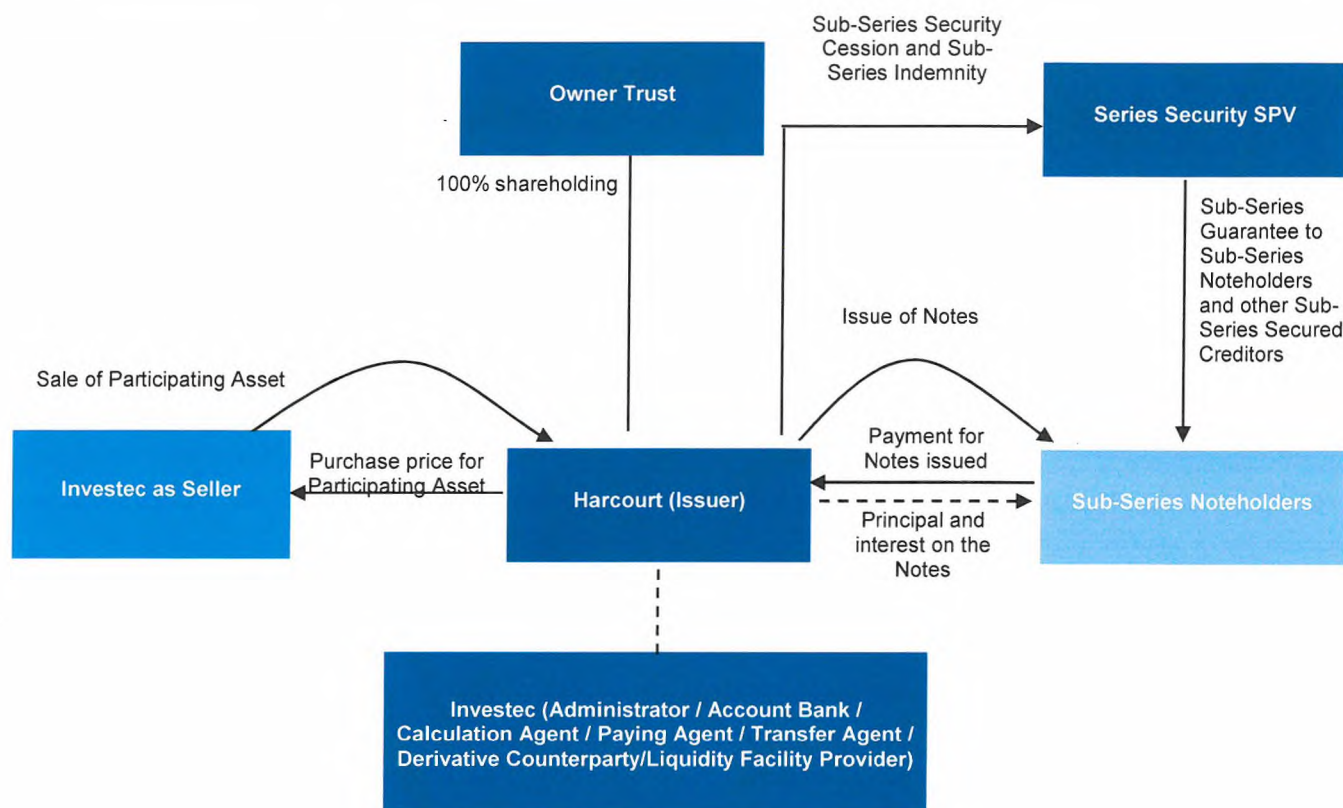 Sub-Series Security
Cession and Sub-
Series Indemnity
Owner Trust
Series Security SPV
100% shareholding
Sub-Series
Guarantee to
Sub-Series
Noteholders
and other Sub-
Series Secured
Creditors
Issue of Notes
Sale of Participating Asset
Investec as Seller
Purchase price for
Participating Asset
Harcourt (Issuer)
Payment for
Notes issued
Principal and
interest on the
Notes
Sub-Series Noteholders
Investec (Administrator / Account Bank /
Calculation Agent / Paying Agent / Transfer Agent /
Derivative Counterparty/Liquidity Facility Provider)